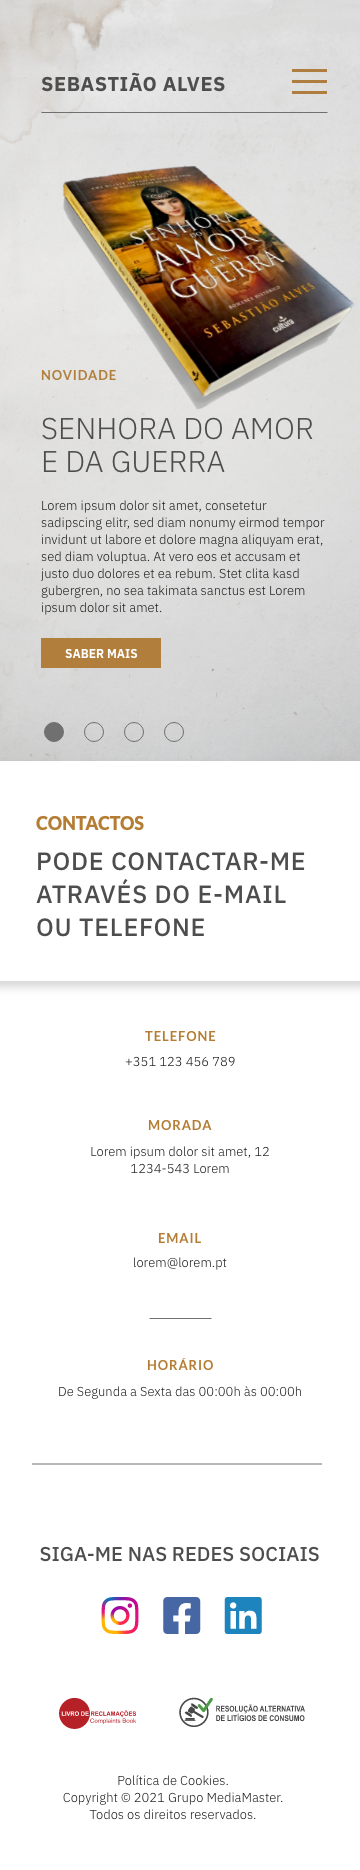 SEBASTIÃO ALVES
SENHORA
DO
AMOR
E DA
GUERRA
ROMANCE HISTÓRICO
SEBASTIÃO ALVES
cultura
NOVIDADE
SENHORA DO AMOR
E DA GUERRA
Lorem ipsum dolor sit amet, consetetur
sadipscing elitr, sed diam nonumy eirmod tempor
invidunt ut labore et dolore magna aliquyam erat,
sed diam voluptua. At vero eos et accusam et
justo duo dolores et ea rebum. Stet clita kasd
gubergren, no sea takimata sanctus est Lorem
ipsum dolor sit amet.
SABER MAIS
CONTACTOS
PODE CONTACTAR-ME
ATRAVÉS DO E-MAIL
OU TELEFONE
TELEFONE
+351 123 456 789
MORADA
Lorem ipsum dolor sit amet, 12
1234-543 Lorem
EMAIL
lorem@lorem.pt
HORÁRIO
De Segunda a Sexta das 00:00h às 00:00h
SIGA-ME NAS REDES SOCIAIS
LIVRO DE RECLAMAÇÕES
Complaints Book
RESOLUÇÃO ALTERNATIVA
DE LITÍGIOS DE CONSUMO
Política de Cookies.
Copyright © 2021 Grupo MediaMaster.
Todos os direitos reservados.